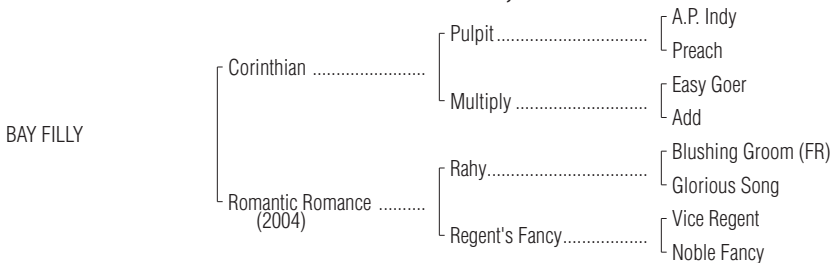 A.P. Indy
Pulpit
Preach
Corinthian
Easy Goer
Multiply
Add
BAY FILLY
Blushing Groom (FR)
Rahy
Glorious Song
Romantic Romance
(2004)
Vice Regent
Regent's Fancy
Noble Fancy